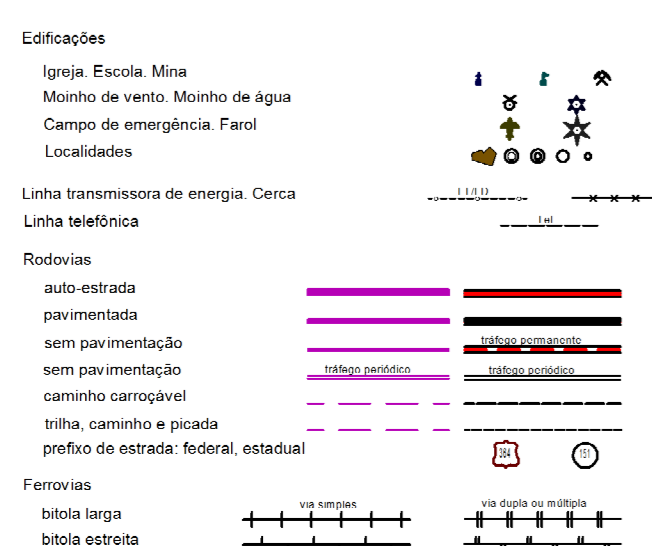 Edificações
Igreja. Escola. Mina
Moinho de vento. Moinho de água
Campo de emergência. Farol
Localidades
Linha transmissora de energia. Cerca
Linha telefônica
Rodovias
auto-estrada
pavimentada
sem pavimentação tráfego permanente
sem pavimentação tráfego periódico tráfego periódico
caminho carroçável
trilha, caminho e picada
prefixo de estrada: federal, estadual 364 151
Ferrovias
bitola larga via simples via dupla ou múltipla
bitola estreita